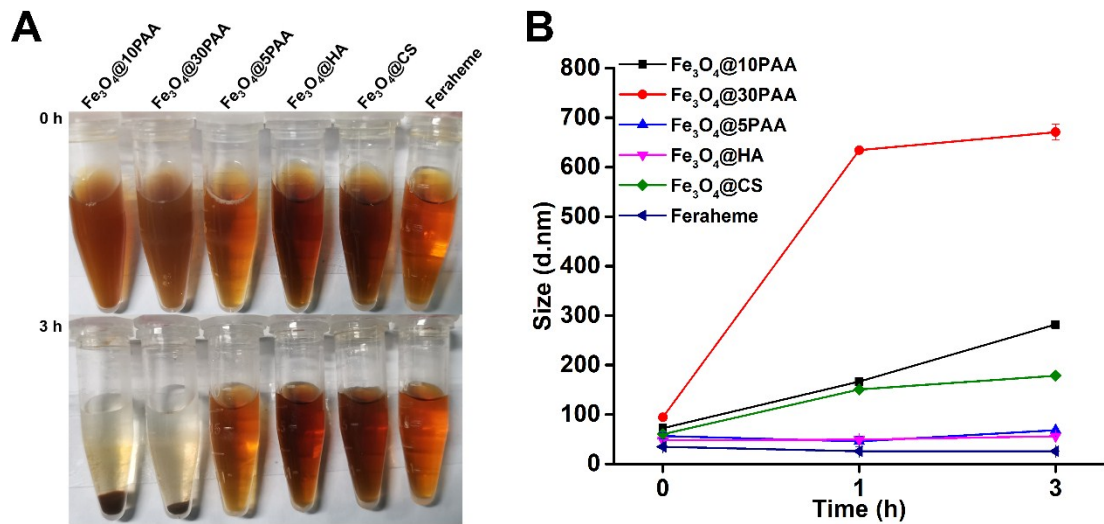 A
Fe₃O₄@10PAA
Fe₃O₄@30PAA
Fe₃O₄@5PAA
Fe₃O₄@HA
Fe₃O₄@CS
Feraheme
0 h
3 h
B
800
700
600
500
400
300
200
100
0
Size (d.nm)
Fe₃O₄@10PAA
Fe₃O₄@30PAA
Fe₃O₄@5PAA
Fe₃O₄@HA
Fe₃O₄@CS
Feraheme
0 1 3
Time (h)